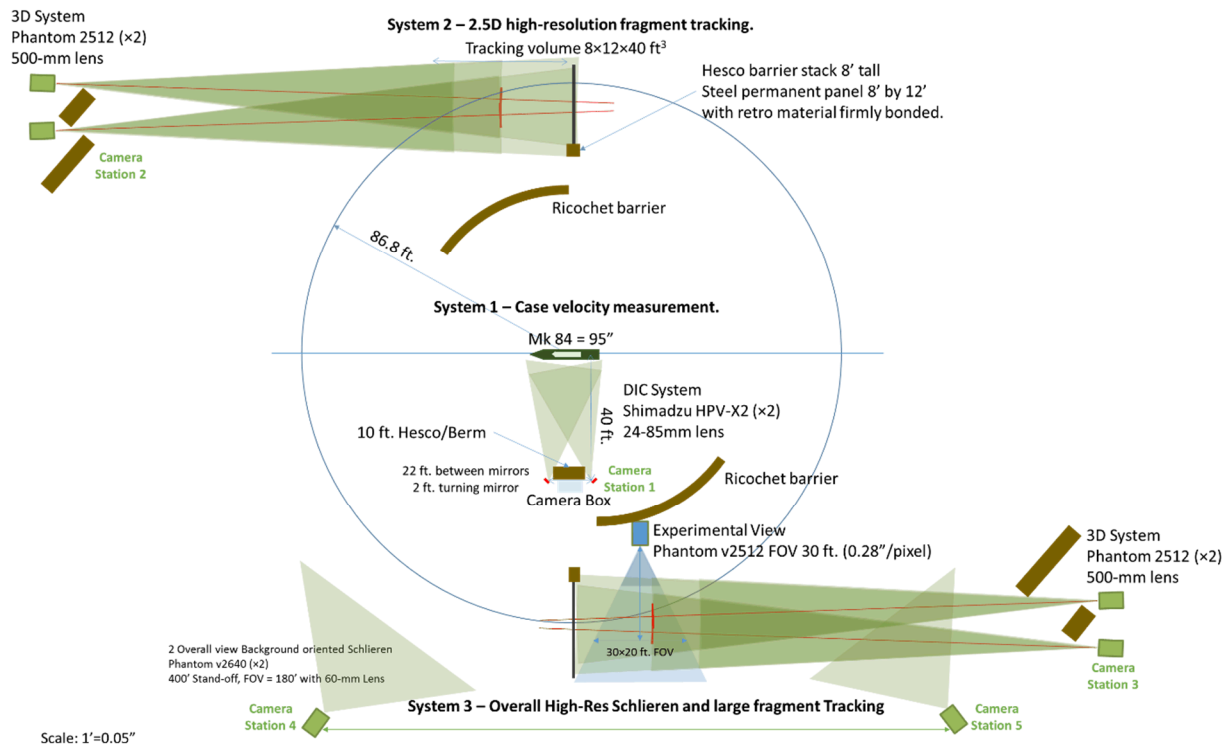 3D System
Phantom 2512 (×2)
500-mm lens
System 2 – 2.5D high-resolution fragment tracking.
Tracking volume 8×12×40 ft³
Hesco barrier stack 8’ tall
Steel permanent panel 8’ by 12’
with retro material firmly bonded.
Camera
Station 2
Ricochet barrier
86.8 ft.
System 1 – Case velocity measurement.
Mk 84 = 95”
DIC System
Shimadzu HPV-X2 (×2)
24-85mm lens
40 ft.
10 ft. Hesco/Berm
22 ft. between mirrors
2 ft. turning mirror
Camera
Station 1
Camera Box
Ricochet barrier
Experimental View
Phantom v2512 FOV 30 ft. (0.28”/pixel)
3D System
Phantom 2512 (×2)
500-mm lens
30×20 ft. FOV
2 Overall view Background oriented Schlieren
Phantom v2640 (×2)
400’ Stand-off, FOV = 180’ with 60-mm Lens
Camera
Station 3
System 3 – Overall High-Res Schlieren and large fragment Tracking
Camera
Station 4
Camera
Station 5
Scale: 1’=0.05”